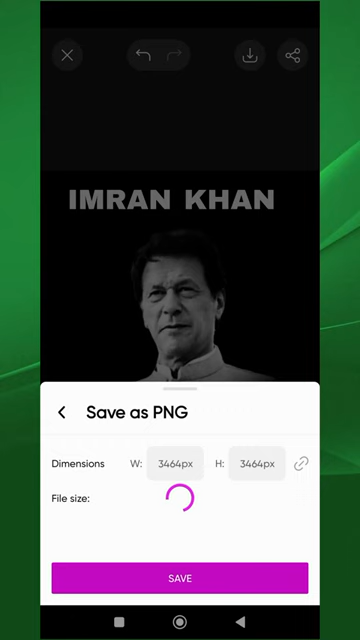 IMRAN KHAN
Save as PNG
Dimensions W: 3464px H: 3464px
File size:
SAVE